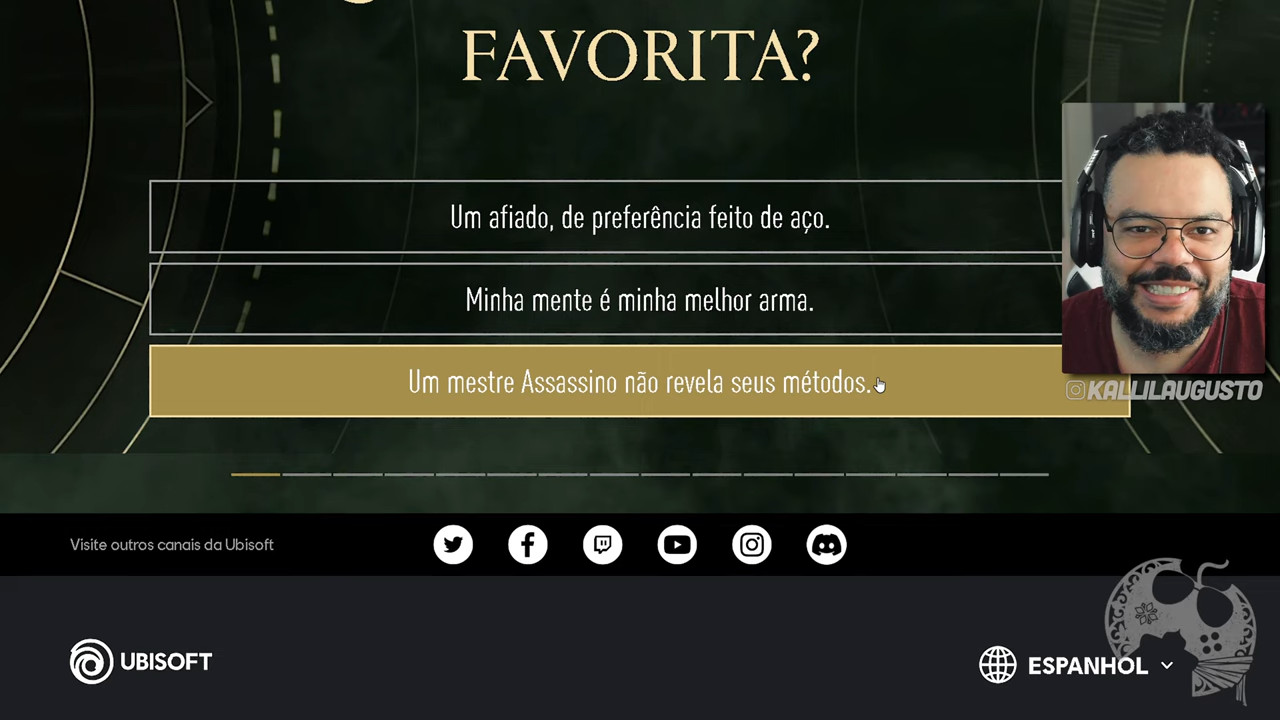 FAVORITA?
Um afiado, de preferência feito de aço.
Minha mente é minha melhor arma.
Um mestre Assassino não revela seus métodos.
KALLILAUGUSTO
Visite outros canais da Ubisoft
UBISOFT
ESPANHOL